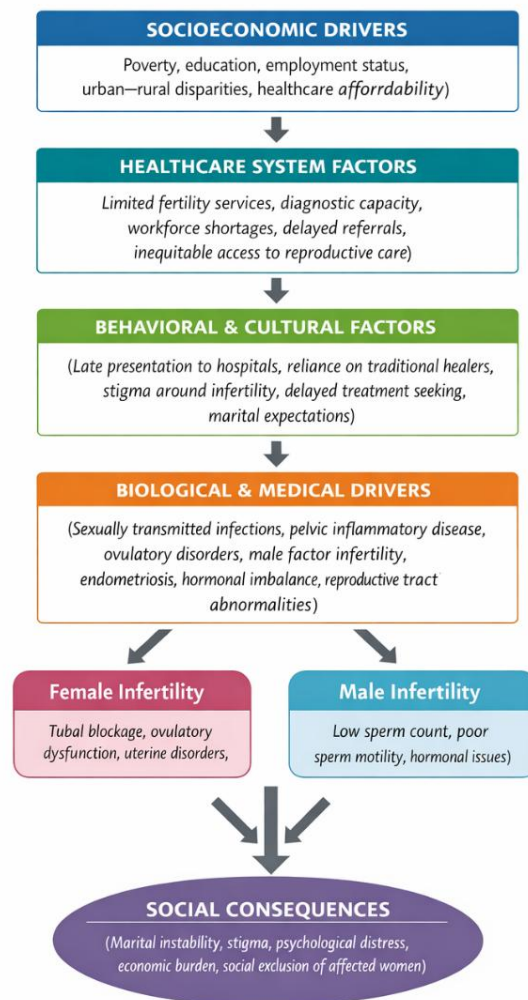 SOCIOECONOMIC DRIVERS
Poverty, education, employment status,
urban—rural disparities, healthcare afforrdability)
HEALTHCARE SYSTEM FACTORS
Limited fertility services, diagnostic capacity,
workforce shortages, delayed referrals,
inequitable access to reproductive care)
BEHAVIORAL & CULTURAL FACTORS
(Late presentation to hospitals, reliance on traditional healers,
stigma around infertility, delayed treatment seeking,
marital expectations)
BIOLOGICAL & MEDICAL DRIVERS
(Sexually transmitted infections, pelvic inflammatory disease,
ovulatory disorders, male factor infertility,
endometriosis, hormonal imbalance, reproductive tract
abnormalities)
Female Infertility
Tubal blockage, ovulatory
dysfunction, uterine disorders,
Male Infertility
Low sperm count, poor
sperm motility, hormonal issues)
SOCIAL CONSEQUENCES
(Marital instability, stigma, psychological distress,
economic burden, social exclusion of affected women)